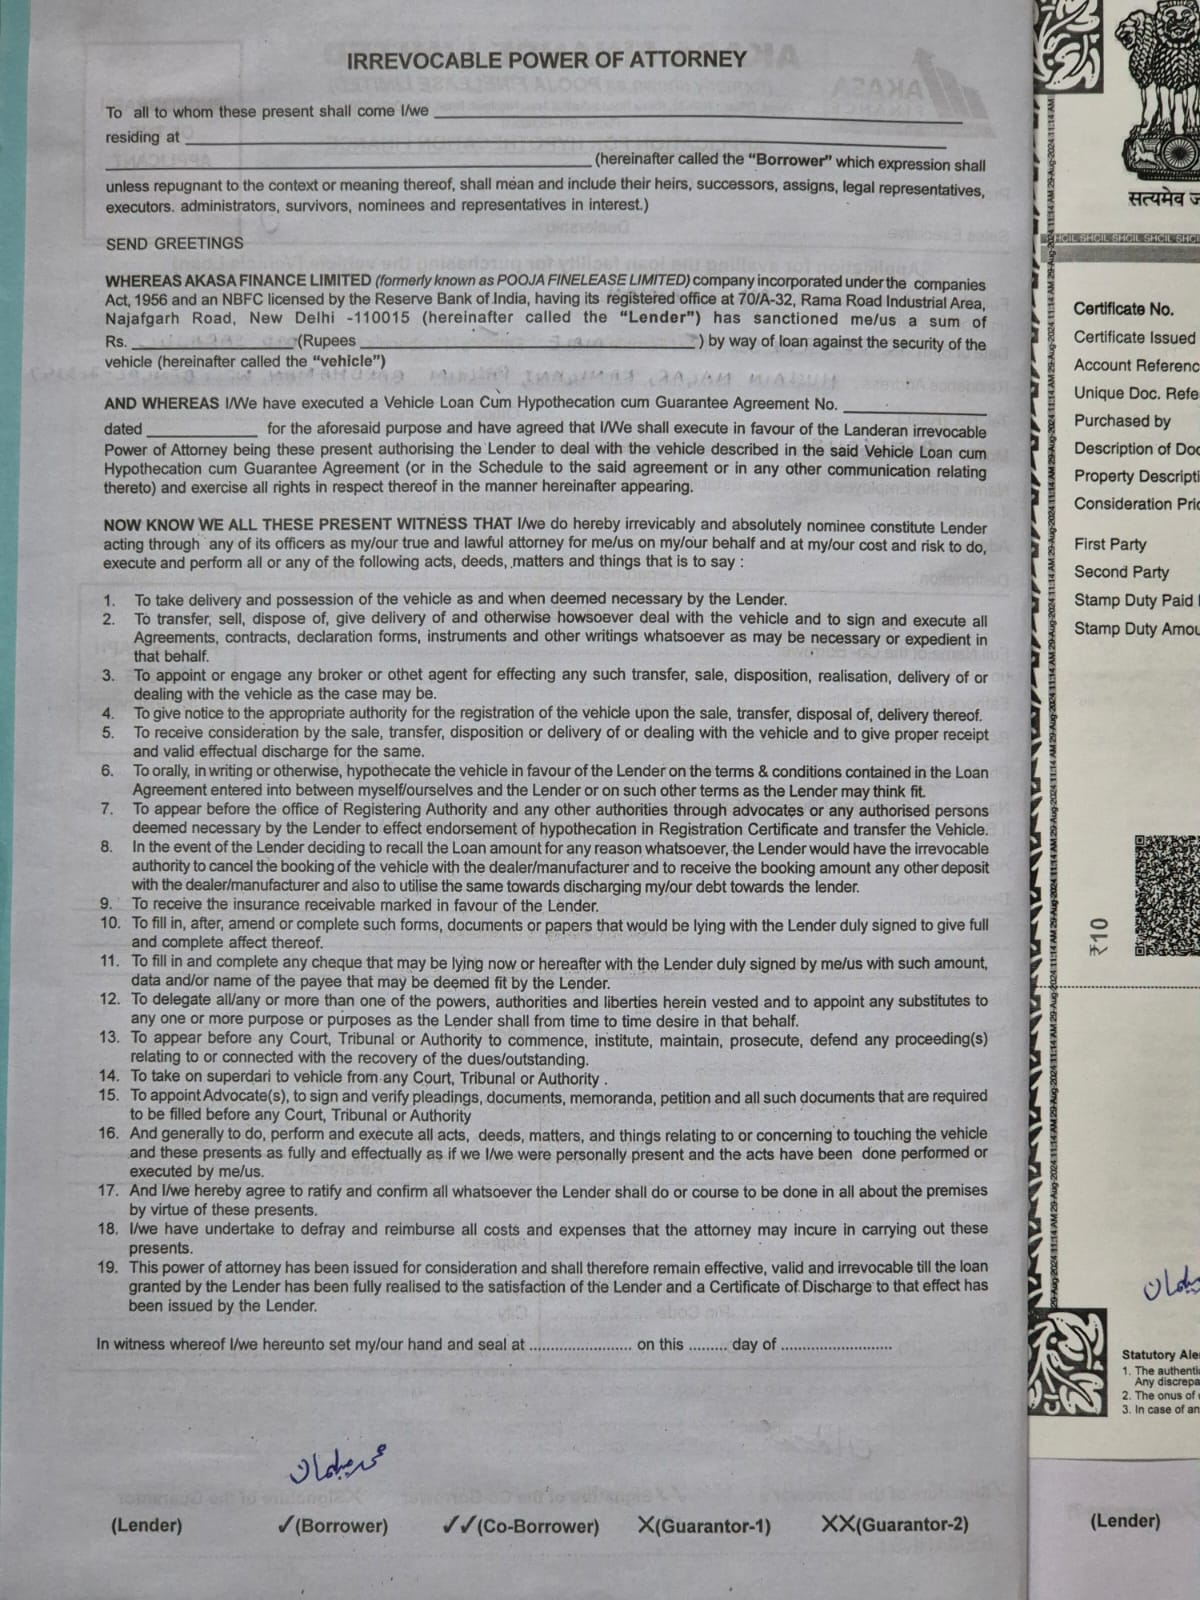 IRREVOCABLE POWER OF ATTORNEY
To all to whom these present shall come I/we
residing at
(hereinafter called the "Borrower" which expression shall
unless repugnant to the context or meaning thereof, shall mean and include their heirs, successors, assigns, legal representatives,
executors. administrators, survivors, nominees and representatives in interest.)
SEND GREETINGS
WHEREAS AKASA FINANCE LIMITED (formerly known as POOJA FINELEASE LIMITED) company incorporated under the companies
Act, 1956 and an NBFC licensed by the Reserve Bank of India, having its registered office at 70/A-32, Rama Road Industrial Area,
Najafgarh Road, New Delhi -110015 (hereinafter called the "Lender") has sanctioned me/us a sum of
Rs. (Rupees ) by way of loan against the security of the
vehicle (hereinafter called the "vehicle")
AND WHEREAS I/We have executed a Vehicle Loan Cum Hypothecation cum Guarantee Agreement No.
dated for the aforesaid purpose and have agreed that I/We shall execute in favour of the Landeran irrevocable
Power of Attorney being these present authorising the Lender to deal with the vehicle described in the said Vehicle Loan cum
Hypothecation cum Guarantee Agreement (or in the Schedule to the said agreement or in any other communication relating
thereto) and exercise all rights in respect thereof in the manner hereinafter appearing.
NOW KNOW WE ALL THESE PRESENT WITNESS THAT I/we do hereby irrevicably and absolutely nominee constitute Lender
acting through any of its officers as my/our true and lawful attorney for me/us on my/our behalf and at my/our cost and risk to do,
execute and perform all or any of the following acts, deeds, matters and things that is to say :
1. To take delivery and possession of the vehicle as and when deemed necessary by the Lender.
2. To transfer, sell, dispose of, give delivery of and otherwise howsoever deal with the vehicle and to sign and execute all
Agreements, contracts, declaration forms, instruments and other writings whatsoever as may be necessary or expedient in
that behalf.
3. To appoint or engage any broker or othet agent for effecting any such transfer, sale, disposition, realisation, delivery of or
dealing with the vehicle as the case may be.
4. To give notice to the appropriate authority for the registration of the vehicle upon the sale, transfer, disposal of, delivery thereof.
5. To receive consideration by the sale, transfer, disposition or delivery of or dealing with the vehicle and to give proper receipt
and valid effectual discharge for the same.
6. To orally, in writing or otherwise, hypothecate the vehicle in favour of the Lender on the terms & conditions contained in the Loan
Agreement entered into between myself/ourselves and the Lender or on such other terms as the Lender may think fit.
7. To appear before the office of Registering Authority and any other authorities through advocates or any authorised persons
deemed necessary by the Lender to effect endorsement of hypothecation in Registration Certificate and transfer the Vehicle.
8. In the event of the Lender deciding to recall the Loan amount for any reason whatsoever, the Lender would have the irrevocable
authority to cancel the booking of the vehicle with the dealer/manufacturer and to receive the booking amount any other deposit
with the dealer/manufacturer and also to utilise the same towards discharging my/our debt towards the lender.
9. To receive the insurance receivable marked in favour of the Lender.
10. To fill in, after, amend or complete such forms, documents or papers that would be lying with the Lender duly signed to give full
and complete affect thereof.
11. To fill in and complete any cheque that may be lying now or hereafter with the Lender duly signed by me/us with such amount,
data and/or name of the payee that may be deemed fit by the Lender.
12. To delegate all/any or more than one of the powers, authorities and liberties herein vested and to appoint any substitutes to
any one or more purpose or purposes as the Lender shall from time to time desire in that behalf.
13. To appear before any Court, Tribunal or Authority to commence, institute, maintain, prosecute, defend any proceeding(s)
relating to or connected with the recovery of the dues/outstanding.
14. To take on superdari to vehicle from any Court, Tribunal or Authority .
15. To appoint Advocate(s), to sign and verify pleadings, documents, memoranda, petition and all such documents that are required
to be filled before any Court, Tribunal or Authority
16. And generally to do, perform and execute all acts, deeds, matters, and things relating to or concerning to touching the vehicle
and these presents as fully and effectually as if we I/we were personally present and the acts have been done performed or
executed by me/us.
17. And I/we hereby agree to ratify and confirm all whatsoever the Lender shall do or course to be done in all about the premises
by virtue of these presents.
18. I/we have undertake to defray and reimburse all costs and expenses that the attorney may incure in carrying out these
presents.
19. This power of attorney has been issued for consideration and shall therefore remain effective, valid and irrevocable till the loan
granted by the Lender has been fully realised to the satisfaction of the Lender and a Certificate of Discharge to that effect has
been issued by the Lender.
In witness whereof I/we hereunto set my/our hand and seal at ....................... on this ......... day of .........................
(Lender) ✓(Borrower) ✓✓(Co-Borrower) X(Guarantor-1) XX(Guarantor-2)
सत्यमेव
SHCIL SHCIL SHCIL SHCIL
Certificate No.
Certificate Issued
Account
Unique Doc.
Purchased by
Description of
Property
Consideration
First Party
Second Party
Stamp Duty Paid
Stamp Duty
₹10
29-Aug-2024 11:14 AM
Statutory
1. The
Any
2. The onus of
3. In case of
(Lender)